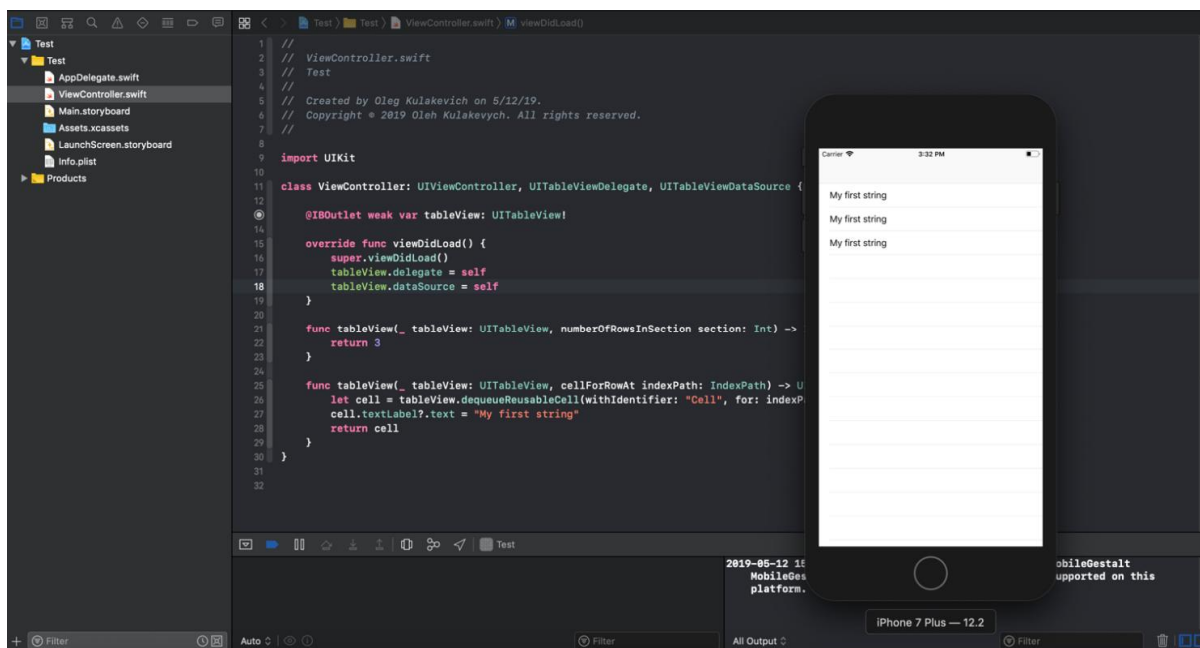 Test
Test
AppDelegate.swift
ViewController.swift
Main.storyboard
Assets.xcassets
LaunchScreen.storyboard
Info.plist
Products
Filter
Test 〉 Test 〉 ViewController.swift 〉 M viewDidLoad()
1 //
2 //  ViewController.swift
3 //  Test
4 //
5 //  Created by Oleg Kulakevich on 5/12/19.
6 //  Copyright © 2019 Oleh Kulakevych. All rights reserved.
7 //
8
9 import UIKit
10
11 class ViewController: UIViewController, UITableViewDelegate, UITableViewDataSource {
12
@IBOutlet weak var tableView: UITableView!
14
15 override func viewDidLoad() {
16 super.viewDidLoad()
17 tableView.delegate = self
18 tableView.dataSource = self
19 }
20
21 func tableView(_ tableView: UITableView, numberOfRowsInSection section: Int) ->
22 return 3
23 }
24
25 func tableView(_ tableView: UITableView, cellForRowAt indexPath: IndexPath) -> U
26 let cell = tableView.dequeueReusableCell(withIdentifier: "Cell", for: indexP
27 cell.textLabel?.text = "My first string"
28 return cell
29 }
30 }
31
32
Test
Auto
Filter
2019-05-12 15
obileGestalt
MobileGes
upported on this
platform.
All Output
Filter
Carrier 3:32 PM
My first string
My first string
My first string
iPhone 7 Plus — 12.2